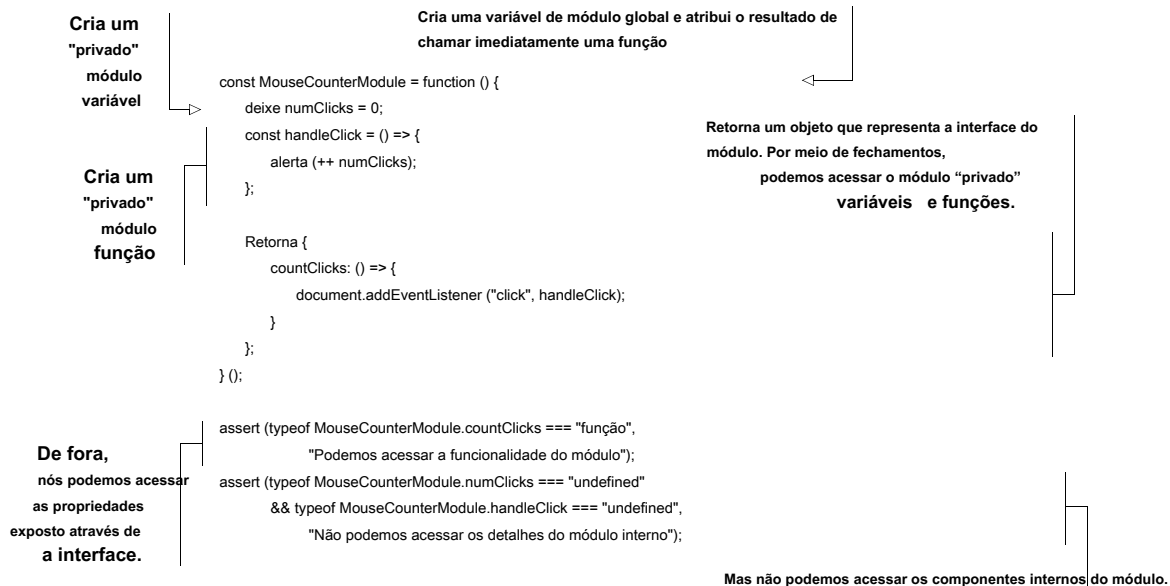 Cria um
"privado"
módulo
variável
Cria uma variável de módulo global e atribui o resultado de
chamar imediatamente uma função
const MouseCounterModule = function () {
deixe numClicks = 0;
const handleClick = () => {
alerta (++ numClicks);
};
Cria um
"privado"
módulo
função
Retorna um objeto que representa a interface do
módulo. Por meio de fechamentos,
podemos acessar o módulo “privado”
variáveis e funções.
Retorna {
countClicks: () => {
document.addEventListener ("click", handleClick);
}
};
} ();
De fora,
nós podemos acessar
as propriedades
exposto através de
a interface.
assert (typeof MouseCounterModule.countClicks === "função",
"Podemos acessar a funcionalidade do módulo");
assert (typeof MouseCounterModule.numClicks === "undefined"
&& typeof MouseCounterModule.handleClick === "undefined",
"Não podemos acessar os detalhes do módulo interno");
Mas não podemos acessar os componentes internos do módulo.